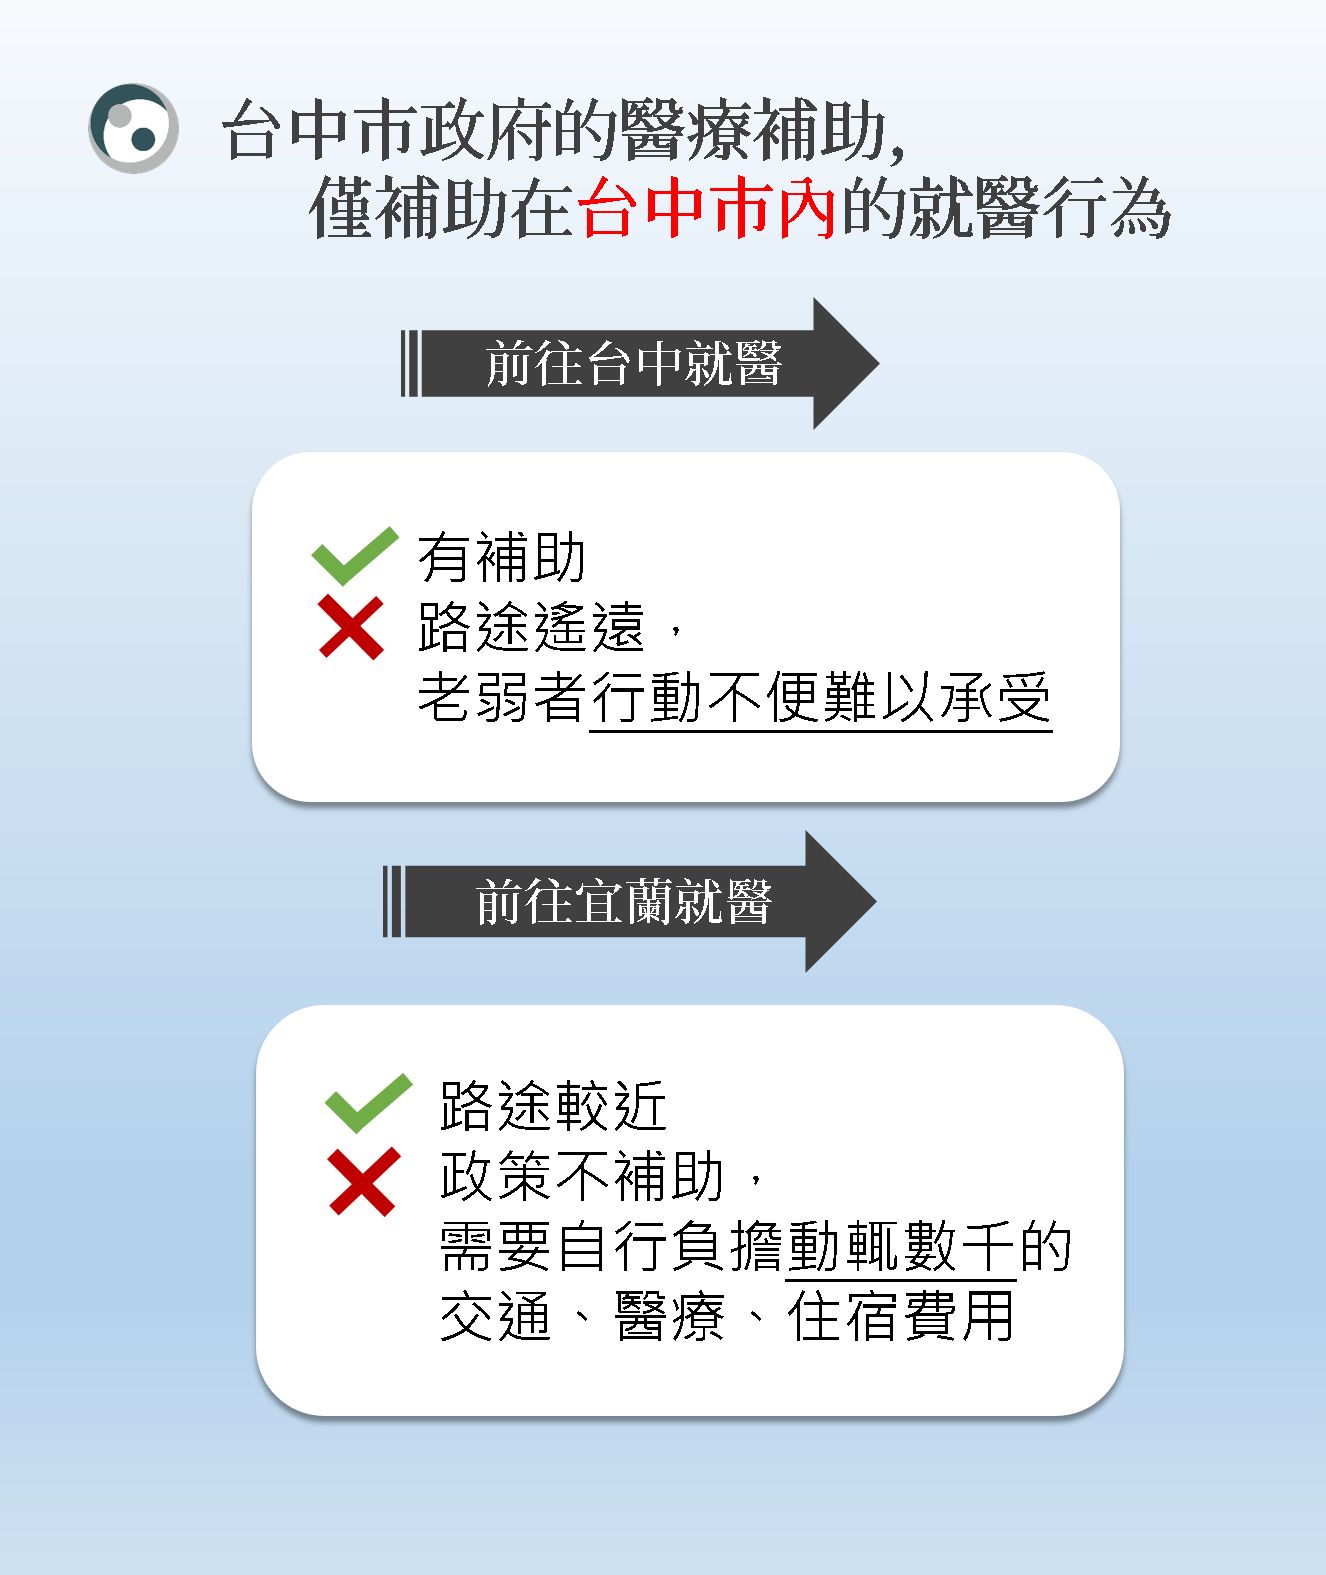 台中市政府的醫療補助,
僅補助在台中市內的就醫行為
前往台中就醫
有補助
路途遙遠，
老弱者行動不便難以承受
前往宜蘭就醫
路途較近
政策不補助，
需要自行負擔動輒數千的
交通、醫療、住宿費用